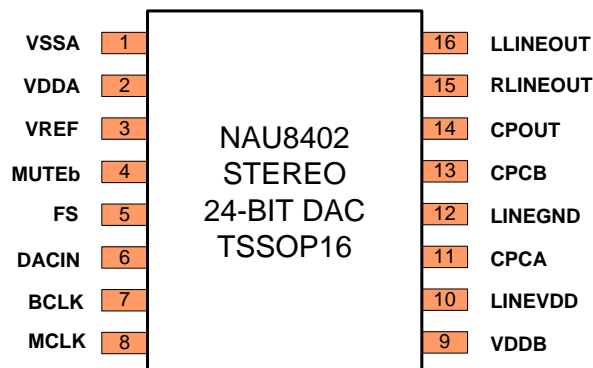 VSSA 1
VDDA 2
VREF 3
MUTEb 4
FS 5
DACIN 6
BCLK 7
MCLK 8
NAU8402
STEREO
24-BIT DAC
TSSOP16
16 LLINEOUT
15 RLINEOUT
14 CPOUT
13 CPCB
12 LINEGND
11 CPCA
10 LINEVDD
9 VDDB